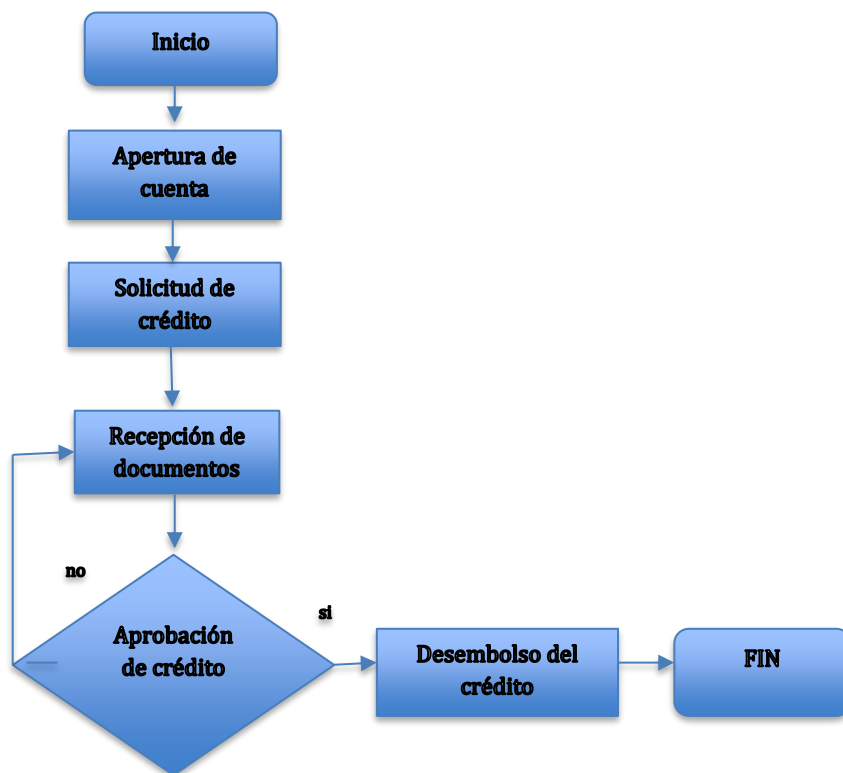 Inicio
Apertura de
cuenta
Solicitud de
crédito
Recepción de
documentos
no
si
Aprobación
de crédito
Desembolso del
crédito
FIN